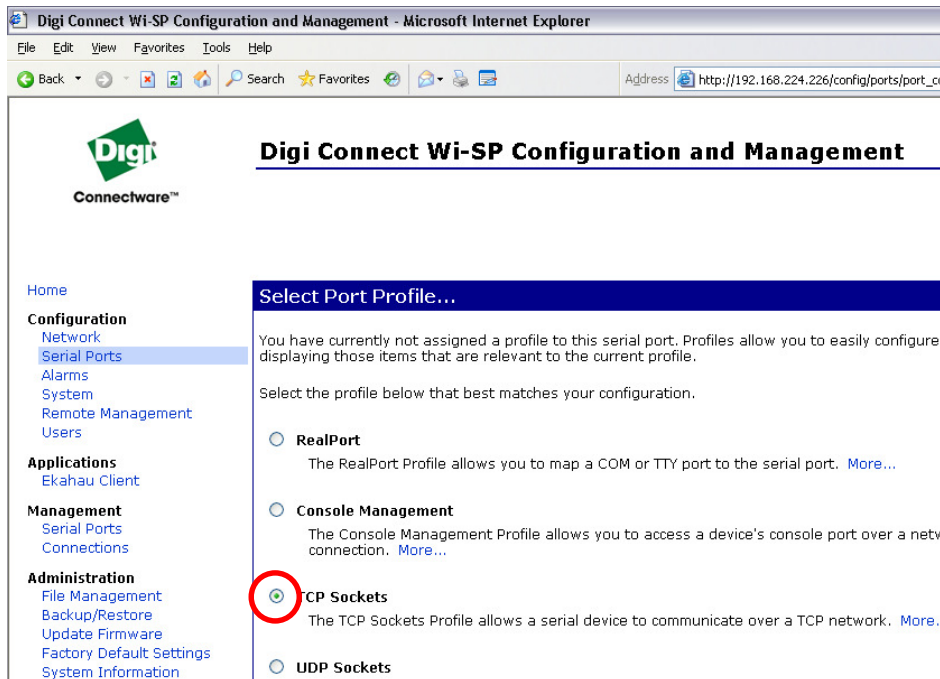 Digi Connect Wi-SP Configuration and Management - Microsoft Internet Explorer
File Edit View Favorites Tools Help
Back Search Favorites Address http://192.168.224.226/config/ports/port_c
Digi
Connectware™
Digi Connect Wi-SP Configuration and Management
Home
Configuration
Network
Serial Ports
Alarms
System
Remote Management
Users
Applications
Ekahau Client
Management
Serial Ports
Connections
Administration
File Management
Backup/Restore
Update Firmware
Factory Default Settings
System Information
Select Port Profile...
You have currently not assigned a profile to this serial port. Profiles allow you to easily configure
displaying those items that are relevant to the current profile.
Select the profile below that best matches your configuration.
RealPort
The RealPort Profile allows you to map a COM or TTY port to the serial port. More...
Console Management
The Console Management Profile allows you to access a device's console port over a netw
connection. More...
TCP Sockets
The TCP Sockets Profile allows a serial device to communicate over a TCP network. More.
UDP Sockets